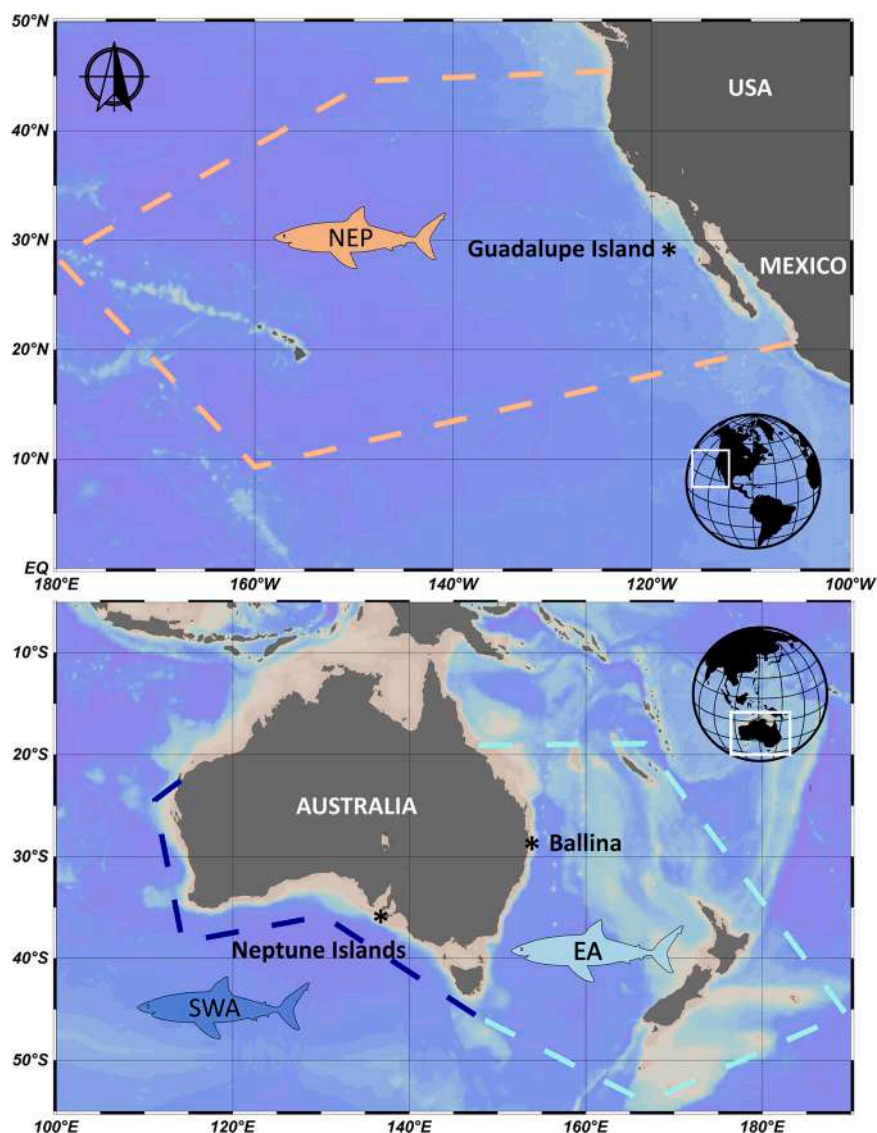 50°N
40°N
30°N
20°N
10°N
EQ
USA
NEP
Guadalupe Island *
MEXICO
180°E 160°W 140°W 120°W 100°W
10°S
20°S
30°S
40°S
50°S
AUSTRALIA
* Ballina
*
Neptune Islands
EA
SWA
100°E 120°E 140°E 160°E 180°E